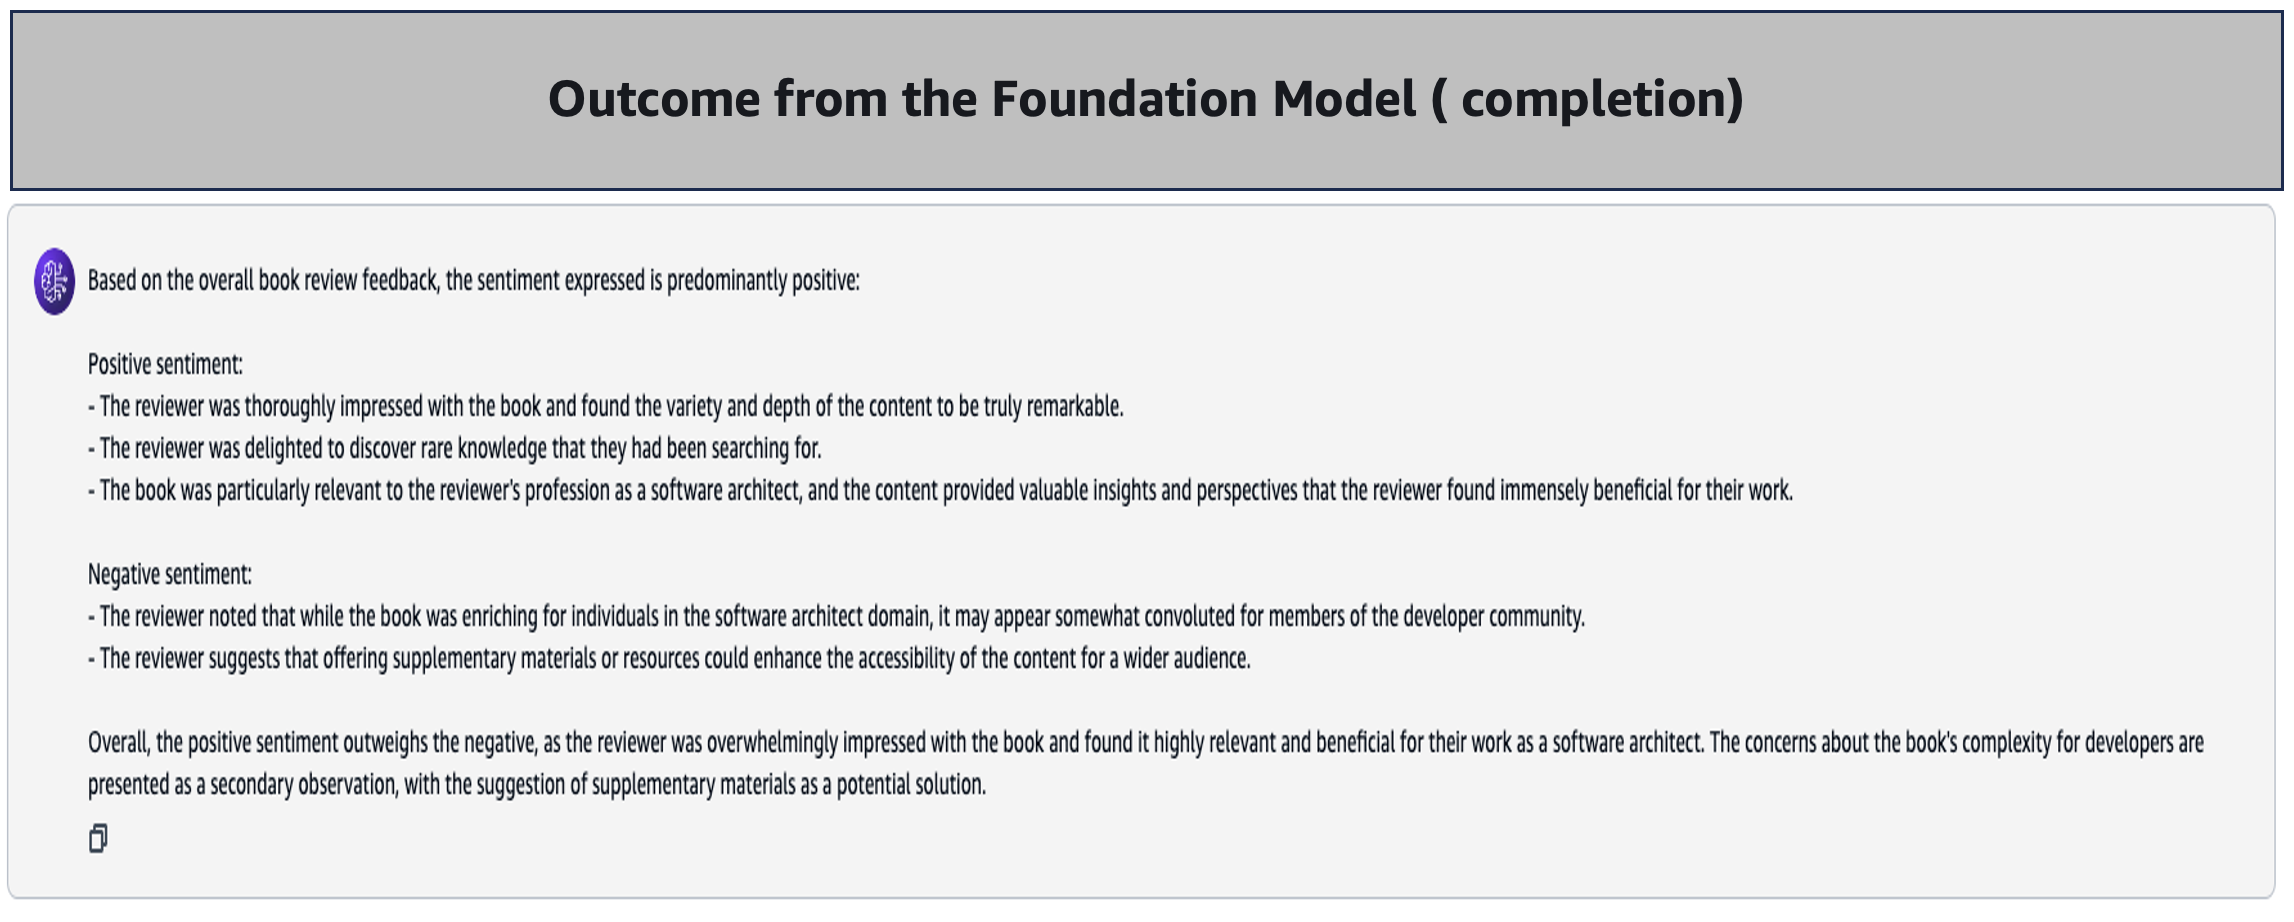 Outcome from the Foundation Model ( completion)
Based on the overall book review feedback, the sentiment expressed is predominantly positive:
Positive sentiment:
- The reviewer was thoroughly impressed with the book and found the variety and depth of the content to be truly remarkable.
- The reviewer was delighted to discover rare knowledge that they had been searching for.
- The book was particularly relevant to the reviewer's profession as a software architect, and the content provided valuable insights and perspectives that the reviewer found immensely beneficial for their work.
Negative sentiment:
- The reviewer noted that while the book was enriching for individuals in the software architect domain, it may appear somewhat convoluted for members of the developer community.
- The reviewer suggests that offering supplementary materials or resources could enhance the accessibility of the content for a wider audience.
Overall, the positive sentiment outweighs the negative, as the reviewer was overwhelmingly impressed with the book and found it highly relevant and beneficial for their work as a software architect. The concerns about the book's complexity for developers are
presented as a secondary observation, with the suggestion of supplementary materials as a potential solution.